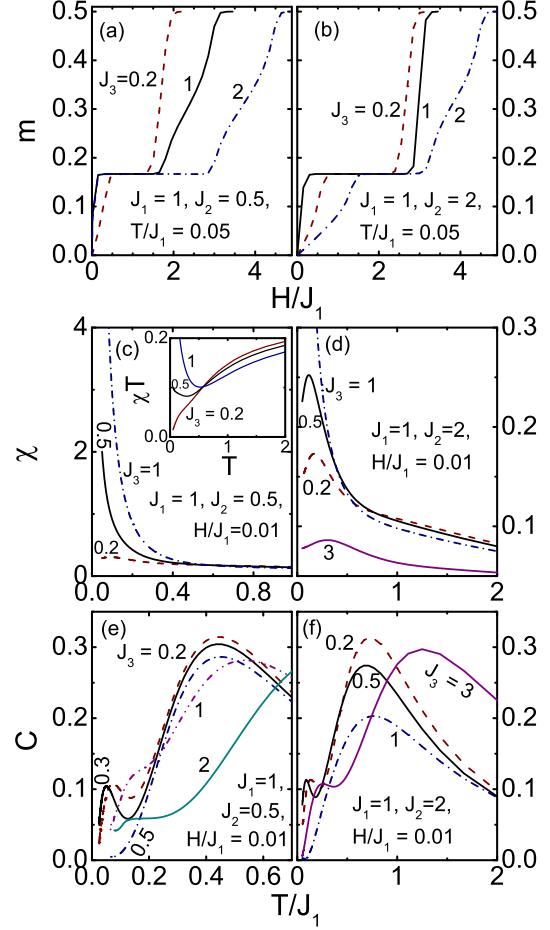 (a)
J3=0.2
1
2
J1 = 1, J2 = 0.5,
T/J1 = 0.05
0.5
0.4
0.3
0.2
0.1
0.0
m
0
2
4
(b)
J3 = 0.2
1
2
J1 = 1, J2 = 2,
T/J1 = 0.05
0.5
0.4
0.3
0.2
0.1
0.0
0
2
4
H/J1
(c)
4
2
0
χ
0.5
J3=1
0.2
J1 = 1, J2 = 0.5,
H/J1=0.01
0.0
0.4
0.8
0.2
0.0
χT
1
0.5
J3 = 0.2
0
1
2
T
(d)
J3 = 1
0.5
0.2
3
J1=1, J2=2,
H/J1 = 0.01
0.3
0.2
0.1
0
1
2
(e)
J3 = 0.2
0.3
1
2
0.5
J1=1,
J2=0.5,
H/J1 = 0.01
0.3
0.2
0.1
0.0
C
0.0
0.2
0.4
0.6
(f)
0.2
0.5
J3 = 3
1
J1=1, J2=2,
H/J1 = 0.01
0.3
0.2
0.1
0.0
0
1
2
T/J1